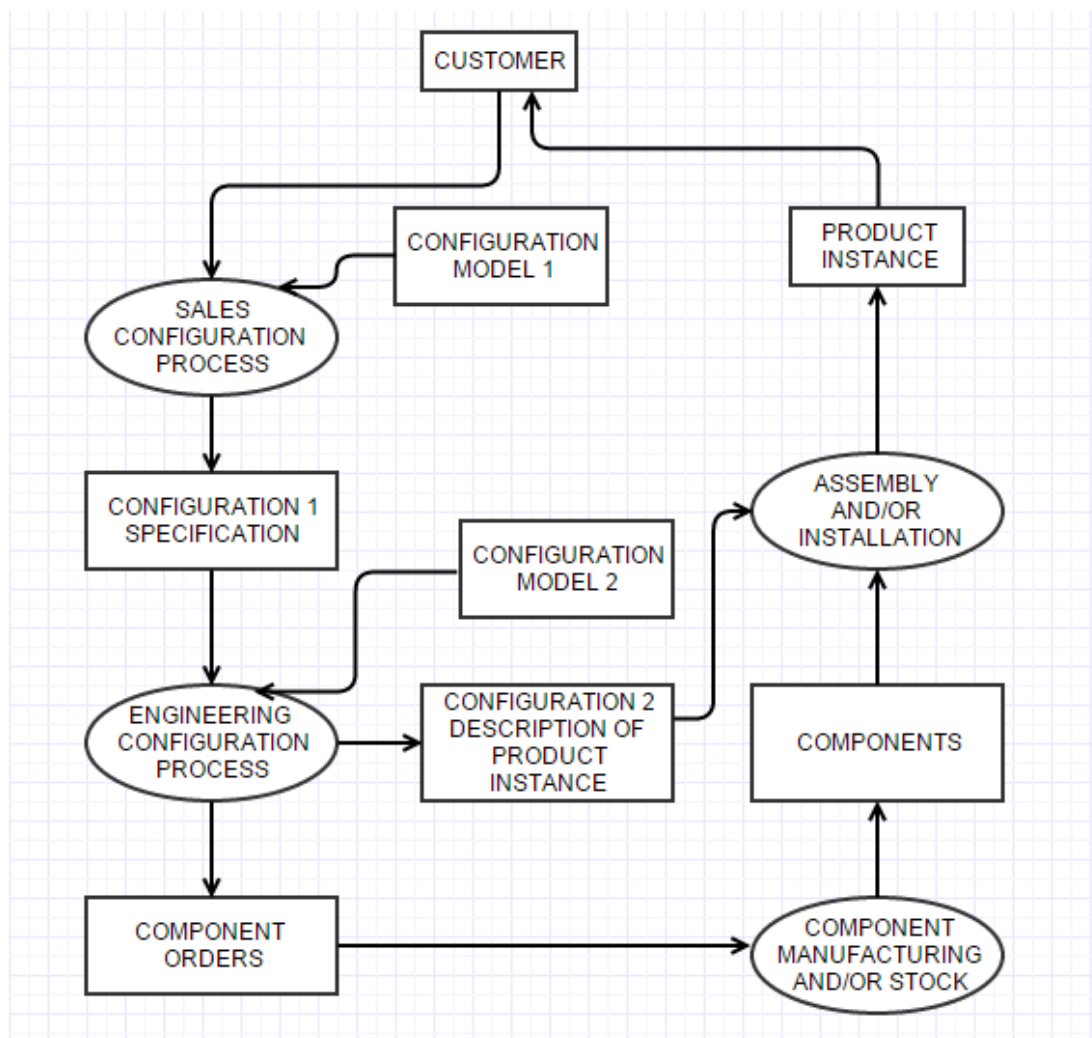 CUSTOMER
CONFIGURATION
MODEL 1
PRODUCT
INSTANCE
SALES
CONFIGURATION
PROCESS
CONFIGURATION 1
SPECIFICATION
ASSEMBLY
AND/OR
INSTALLATION
CONFIGURATION
MODEL 2
ENGINEERING
CONFIGURATION
PROCESS
CONFIGURATION 2
DESCRIPTION OF
PRODUCT
INSTANCE
COMPONENTS
COMPONENT
ORDERS
COMPONENT
MANUFACTURING
AND/OR STOCK